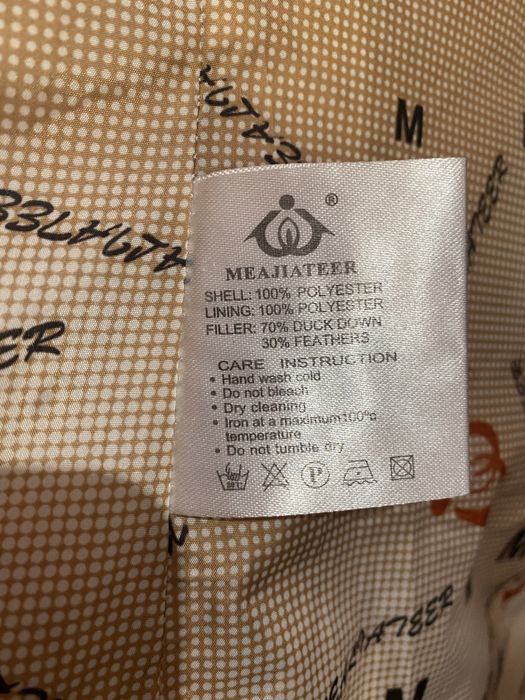 M
®
MEAJIATEER
SHELL: 100% POLYESTER
LINING: 100% POLYESTER
FILLER: 70% DUCK DOWN
30% FEATHERS
CARE INSTRUCTION
• Hand wash cold
• Do not bleach
• Dry cleaning
• Iron at a maximum100°c
temperature
• Do not tumble dry
P